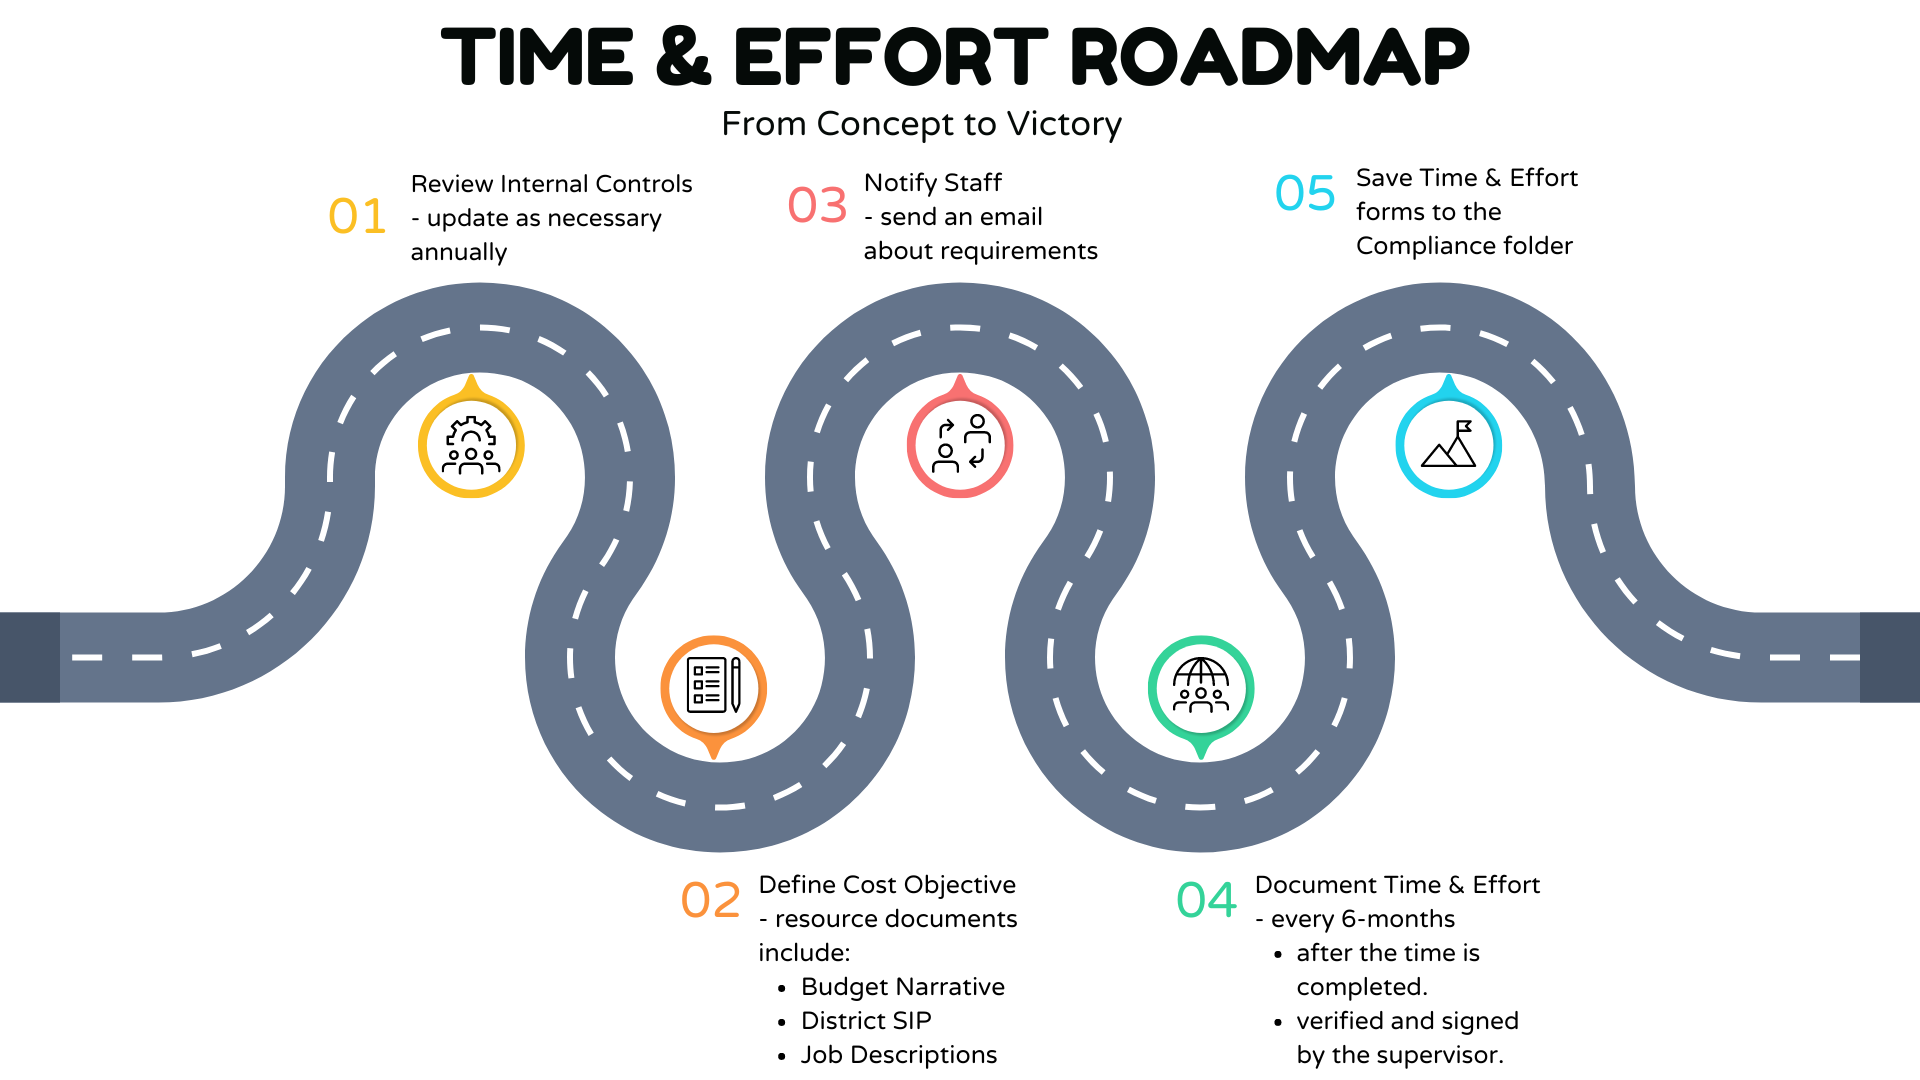 TIME & EFFORT ROADMAP
From Concept to Victory
01
Review Internal Controls
- update as necessary
annually
02
Define Cost Objective
- resource documents
include:
• Budget Narrative
• District SIP
• Job Descriptions
03
Notify Staff
- send an email
about requirements
04
Document Time & Effort
- every 6-months
• after the time is
completed.
• verified and signed
by the supervisor.
05
Save Time & Effort
forms to the
Compliance folder